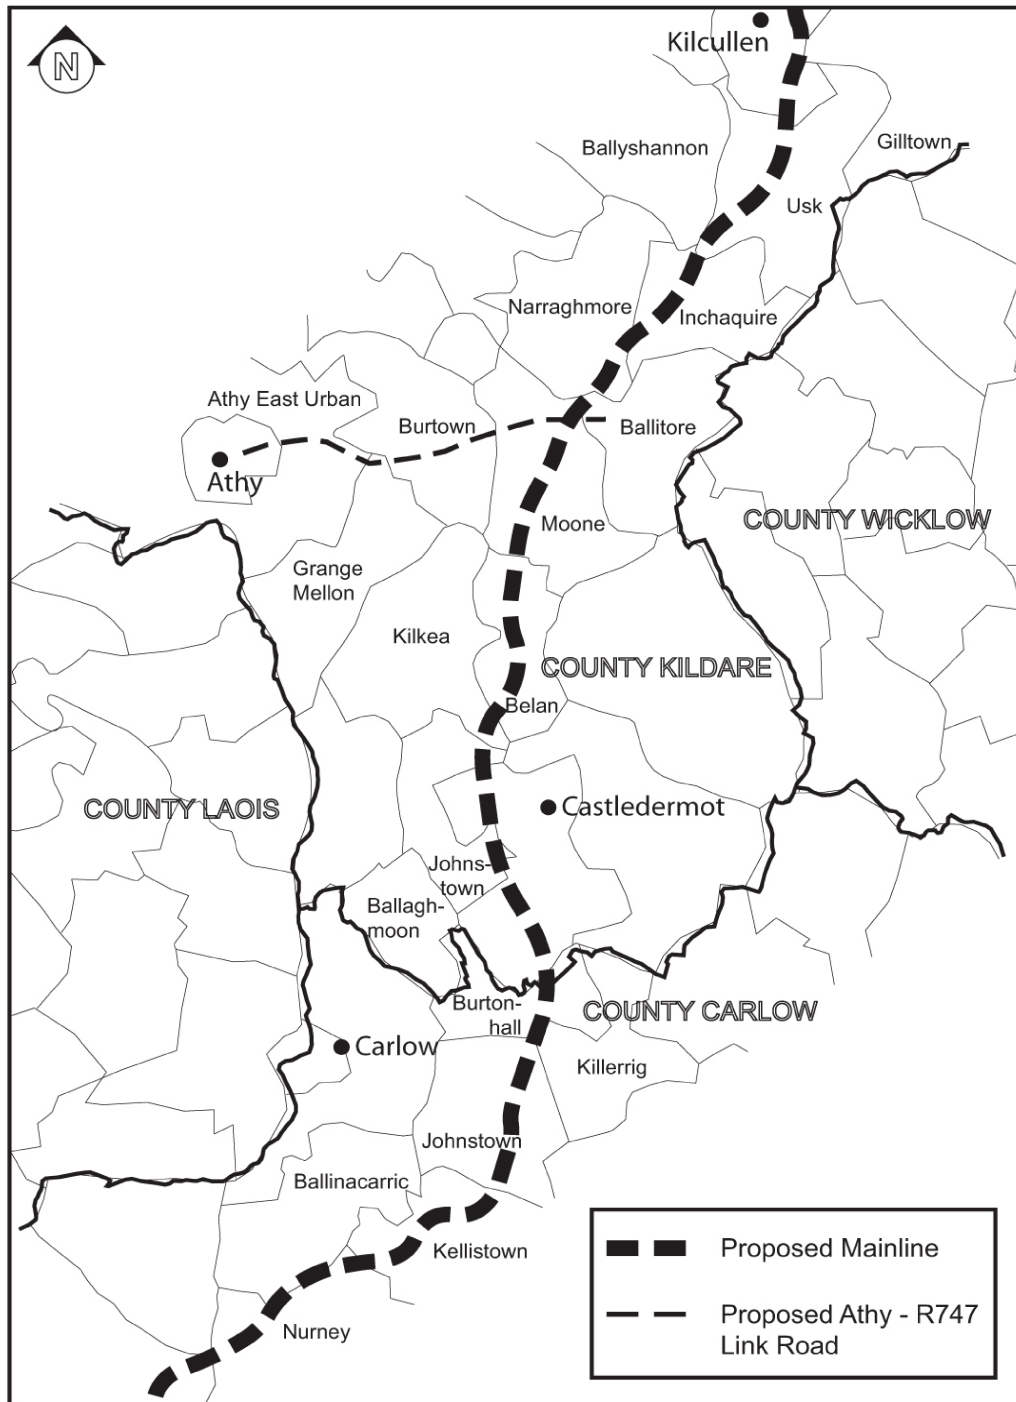 Kilcullen
N
Ballyshannon
Gilltown
Usk
Narraghmore
Inchaquire
Athy East Urban
Burtown
Ballitore
Athy
Moone
COUNTY WICKLOW
Grange
Mellon
Kilkea
COUNTY KILDARE
Belan
COUNTY LAOIS
Castledermot
Johns-
town
Ballagh-
moon
Burton-
hall
COUNTY CARLOW
Carlow
Killerrig
Johnstown
Ballinacarric
Kellistown
Nurney
Proposed Mainline
Proposed Athy - R747
Link Road